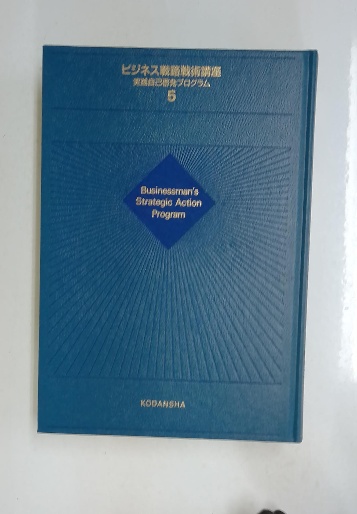 ビジネス戦略戦術講座
実践自己啓発プログラム
5
Businessman's
Strategic Action
Program
KODANSHA